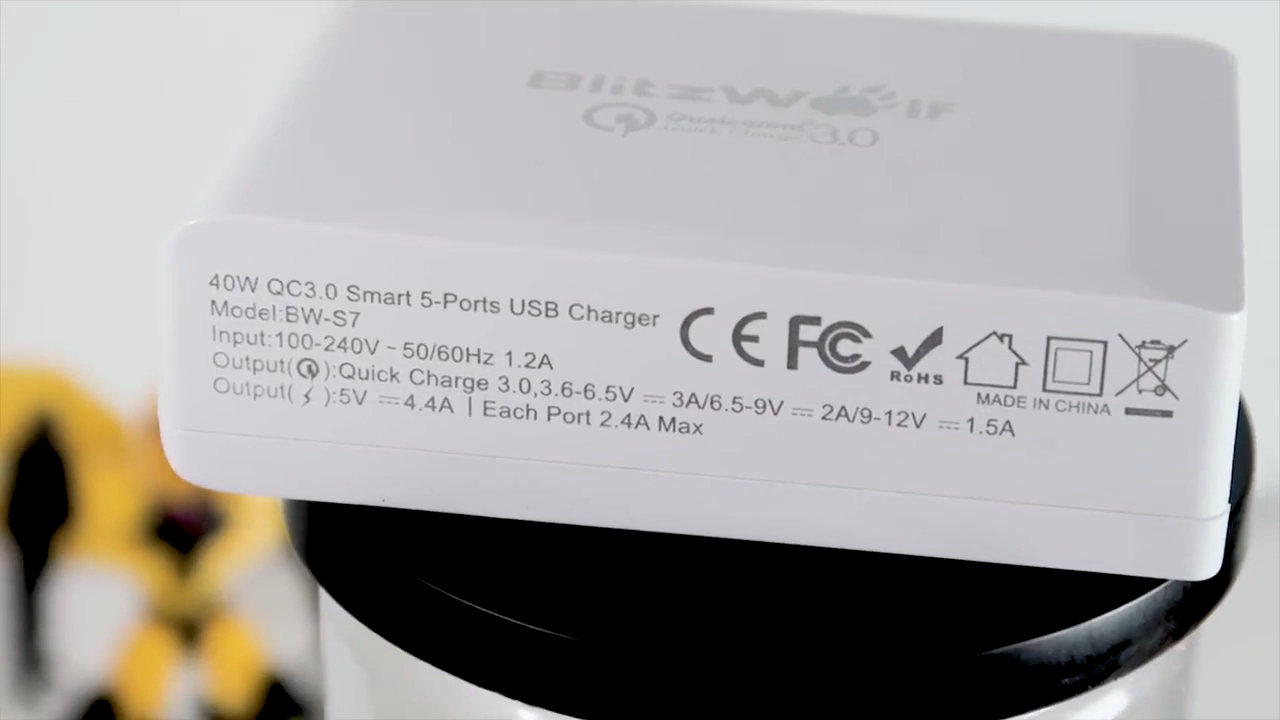 BlitzWolf
Qualcomm
Quick Charge 3.0
40W QC3.0 Smart 5-Ports USB Charger
Model:BW-S7
Input:100-240V ~ 50/60Hz 1.2A
Output( ):Quick Charge 3.0,3.6-6.5V ⎓ 3A/6.5-9V ⎓ 2A/9-12V ⎓ 1.5A
Output(⚡):5V ⎓4.4A | Each Port 2.4A Max
CE FC
RoHS
MADE IN CHINA